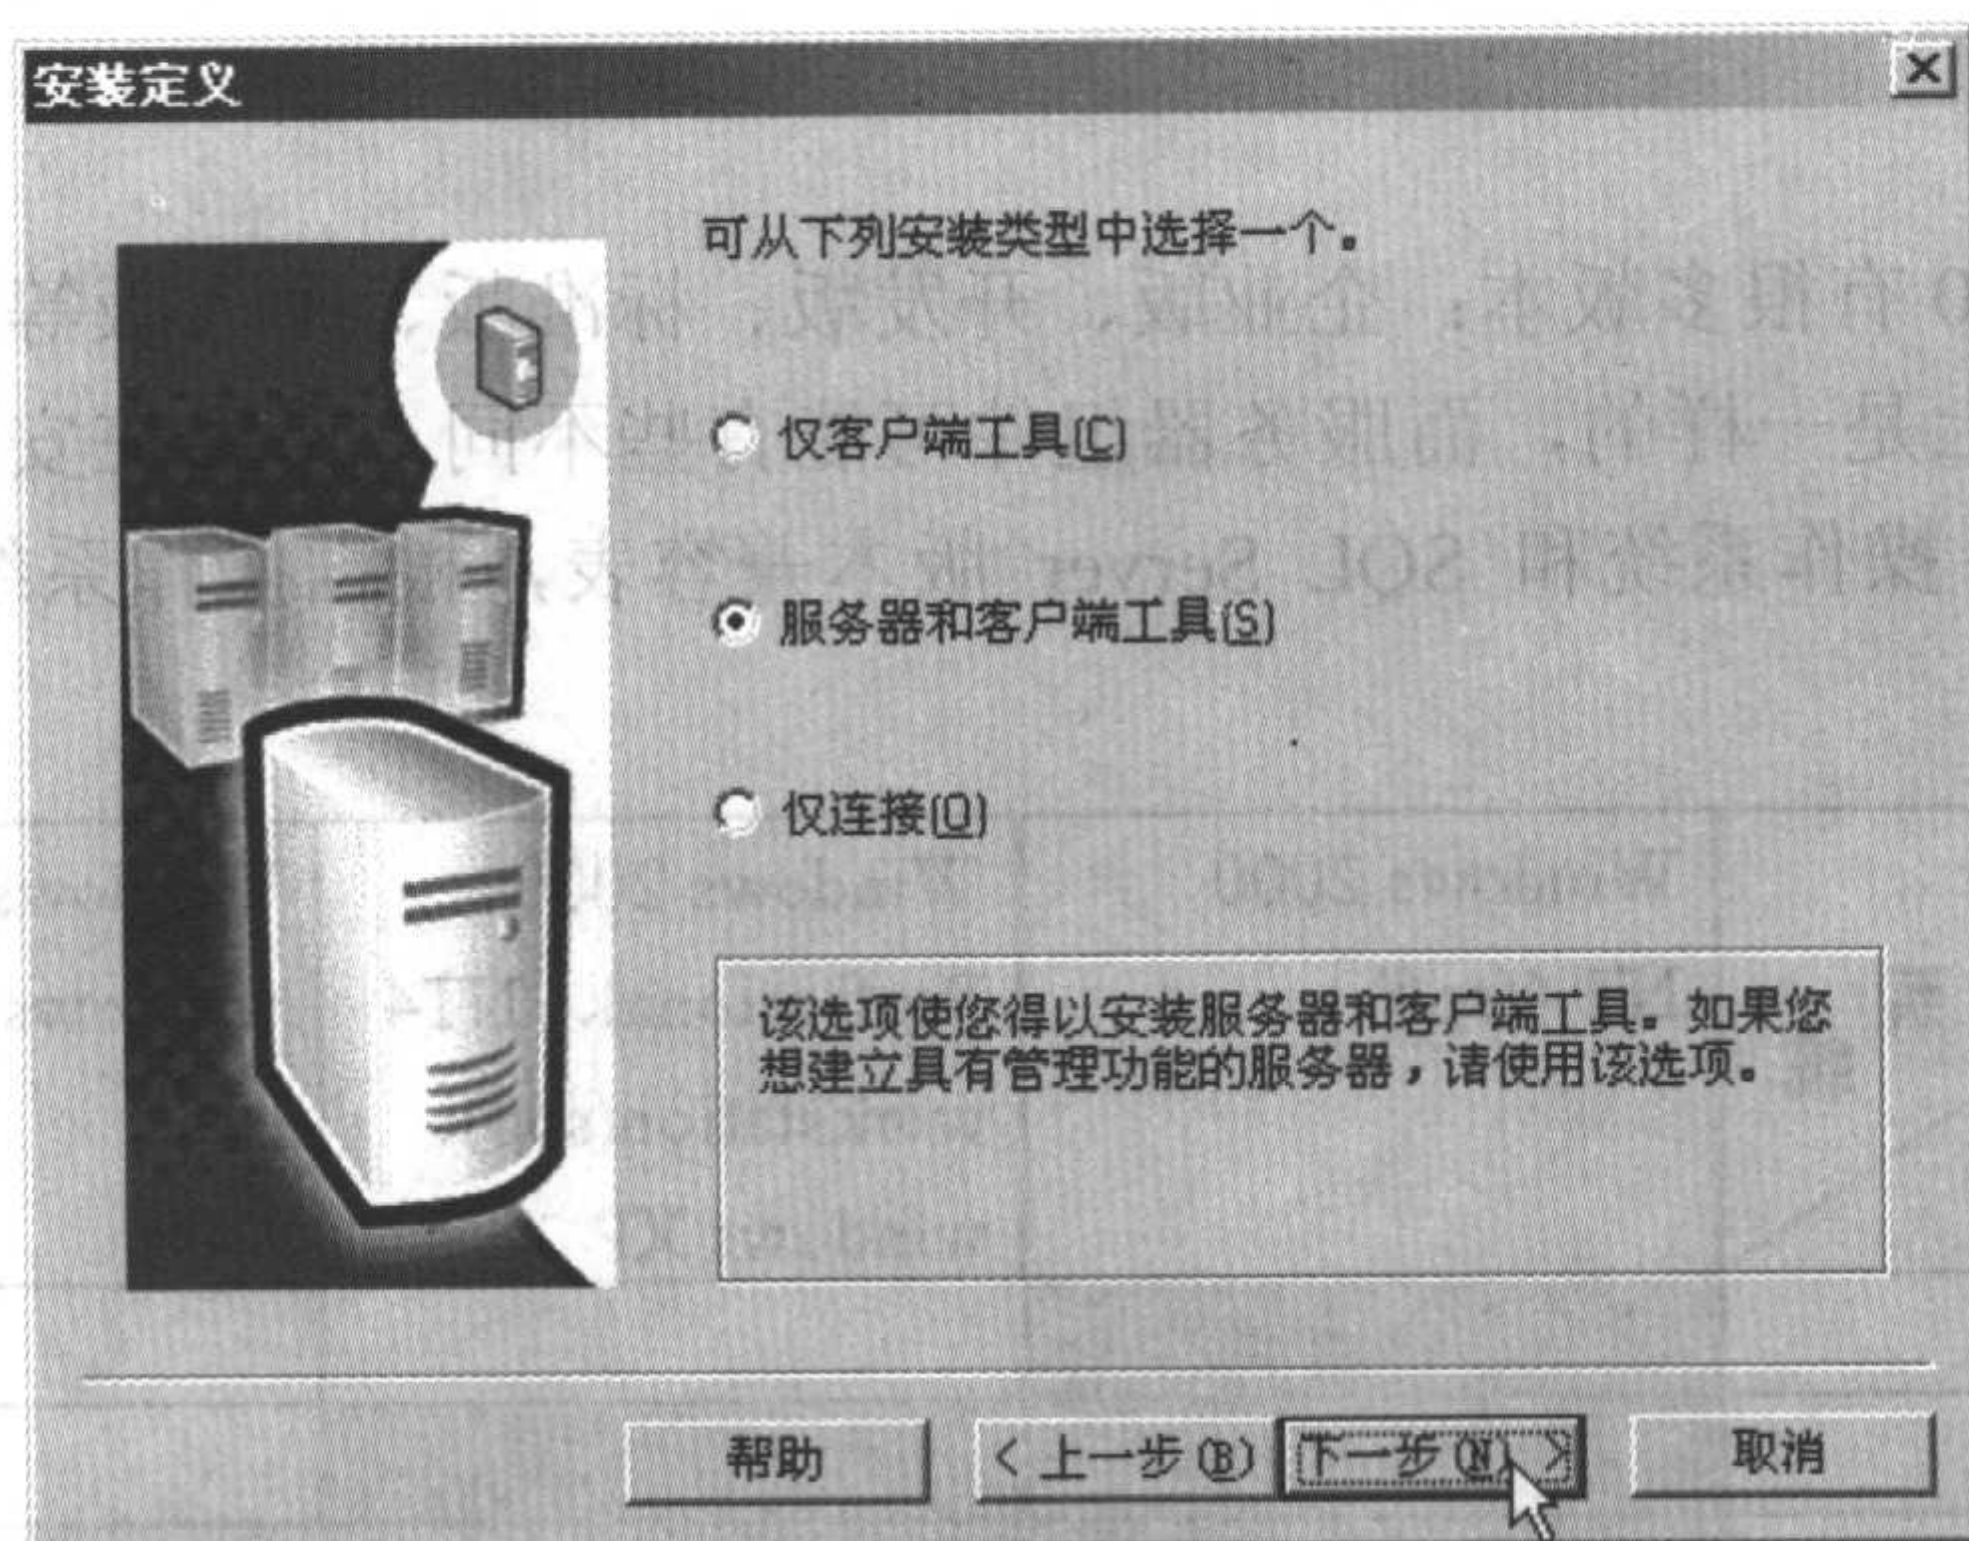 安装定义
可从下列安装类型中选择一个。
仅客户端工具(C)
服务器和客户端工具(S)
仅连接(O)
该选项使您得以安装服务器和客户端工具。如果您
想建立具有管理功能的服务器，请使用该选项。
帮助
< 上一步(B)
下一步(N) >
取消